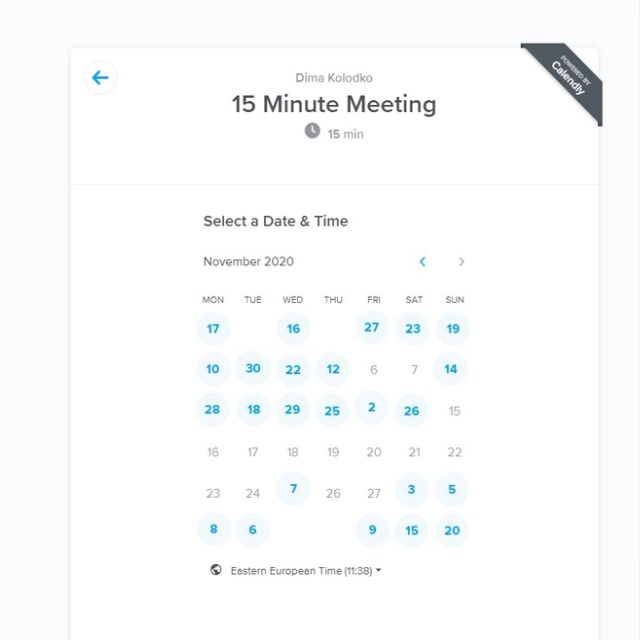 Dima Kolodko
15 Minute Meeting
15 min
POWERED BY
Calendly
Select a Date & Time
November 2020
MON TUE WED THU FRI SAT SUN
17 16 27 23 19
10 30 22 12 6 7 14
28 18 29 25 2 26 15
16 17 18 19 20 21 22
23 24 7 26 27 3 5
8 6 9 15 20
Eastern European Time (11:38)